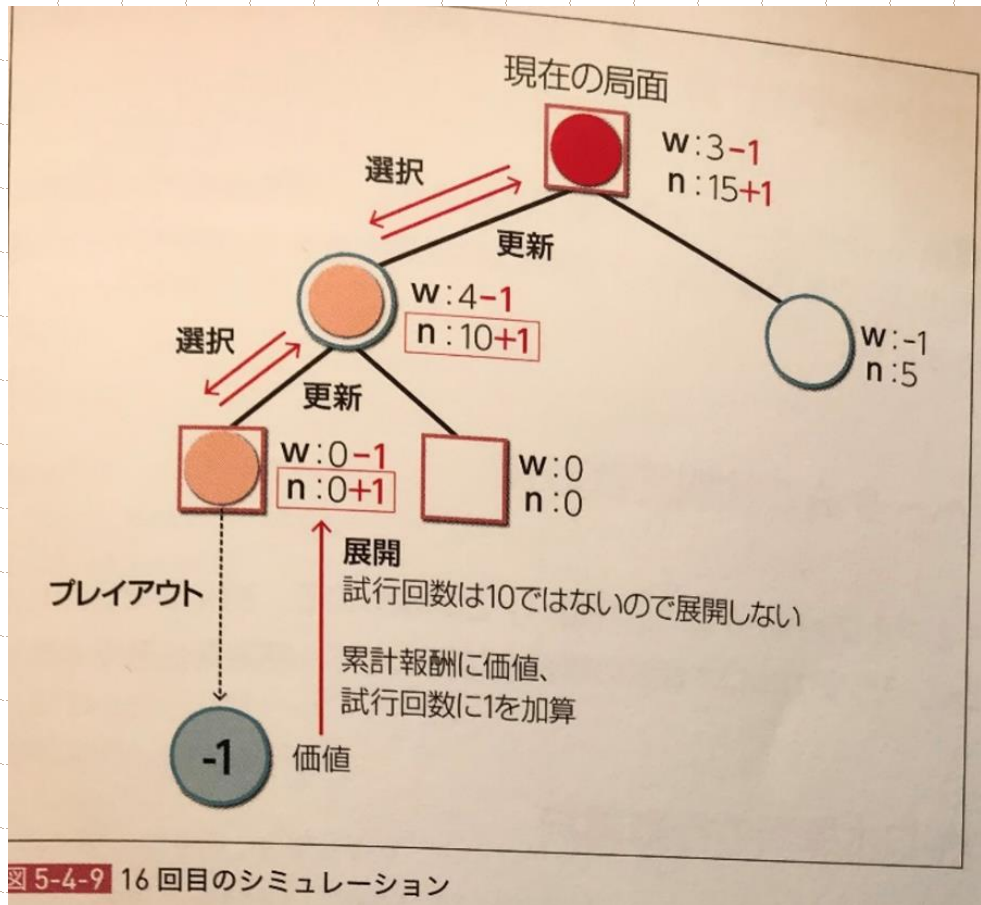 現在の局面
w:3-1
n:15+1
選択
更新
w:4-1
n:10+1
w:-1
n:5
選択
更新
w:0-1
n:0+1
w:0
n:0
展開
試行回数は10ではないので展開しない
プレイアウト
累計報酬に価値、
試行回数に1を加算
-1
価値
図 5-4-9 16回目のシミュレーション